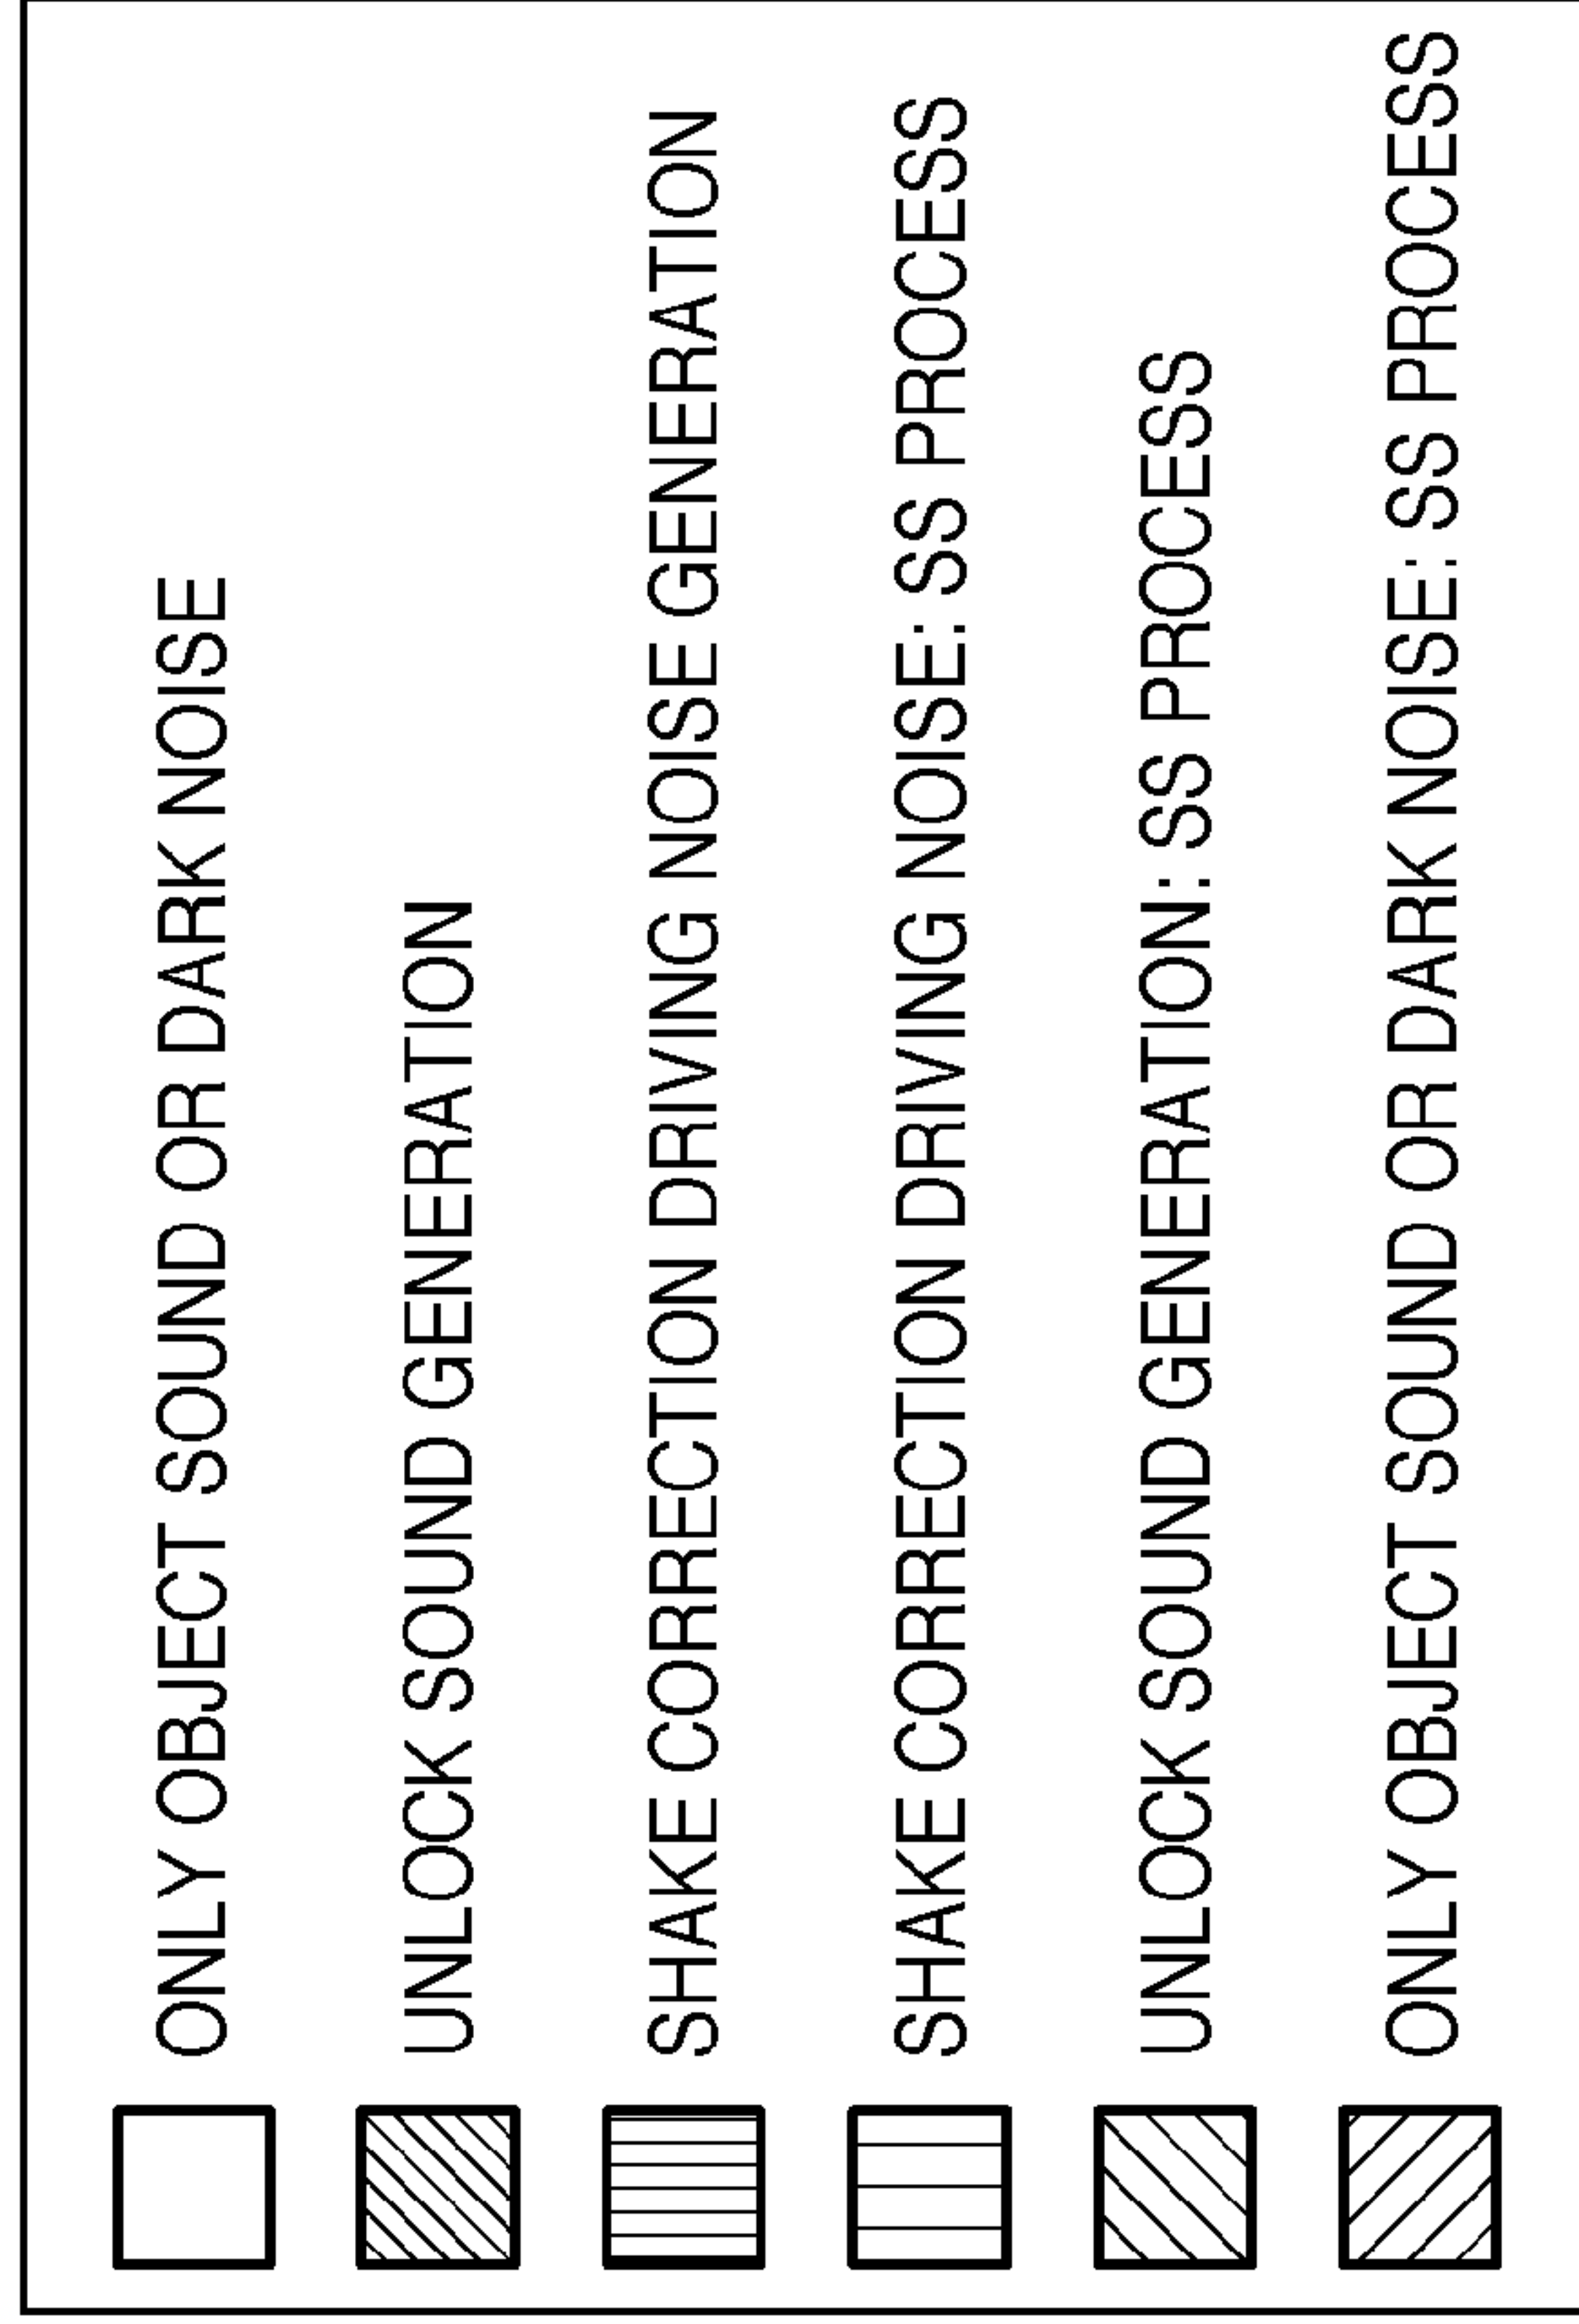 ONLY OBJECT SOUND OR DARK NOISE
UNLOCK SOUND GENERATION
SHAKE CORRECTION DRIVING NOISE GENERATION
SHAKE CORRECTION DRIVING NOISE: SS PROCESS
UNLOCK SOUND GENERATION: SS PROCESS
ONLY OBJECT SOUND OR DARK NOISE: SS PROCESS